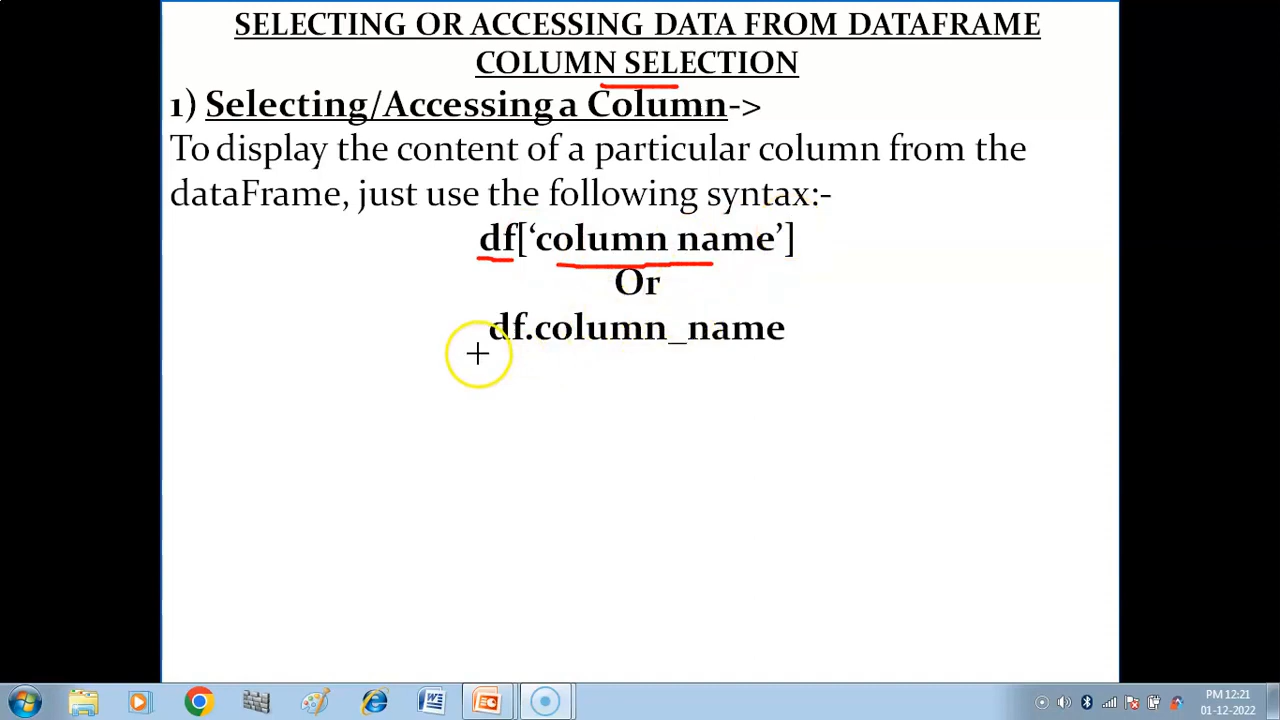 SELECTING OR ACCESSING DATA FROM DATAFRAME
COLUMN SELECTION
1) Selecting/Accessing a Column->
To display the content of a particular column from the
dataFrame, just use the following syntax:-
df[‘column name’]
Or
df.column_name
PM 12:21
01-12-2022